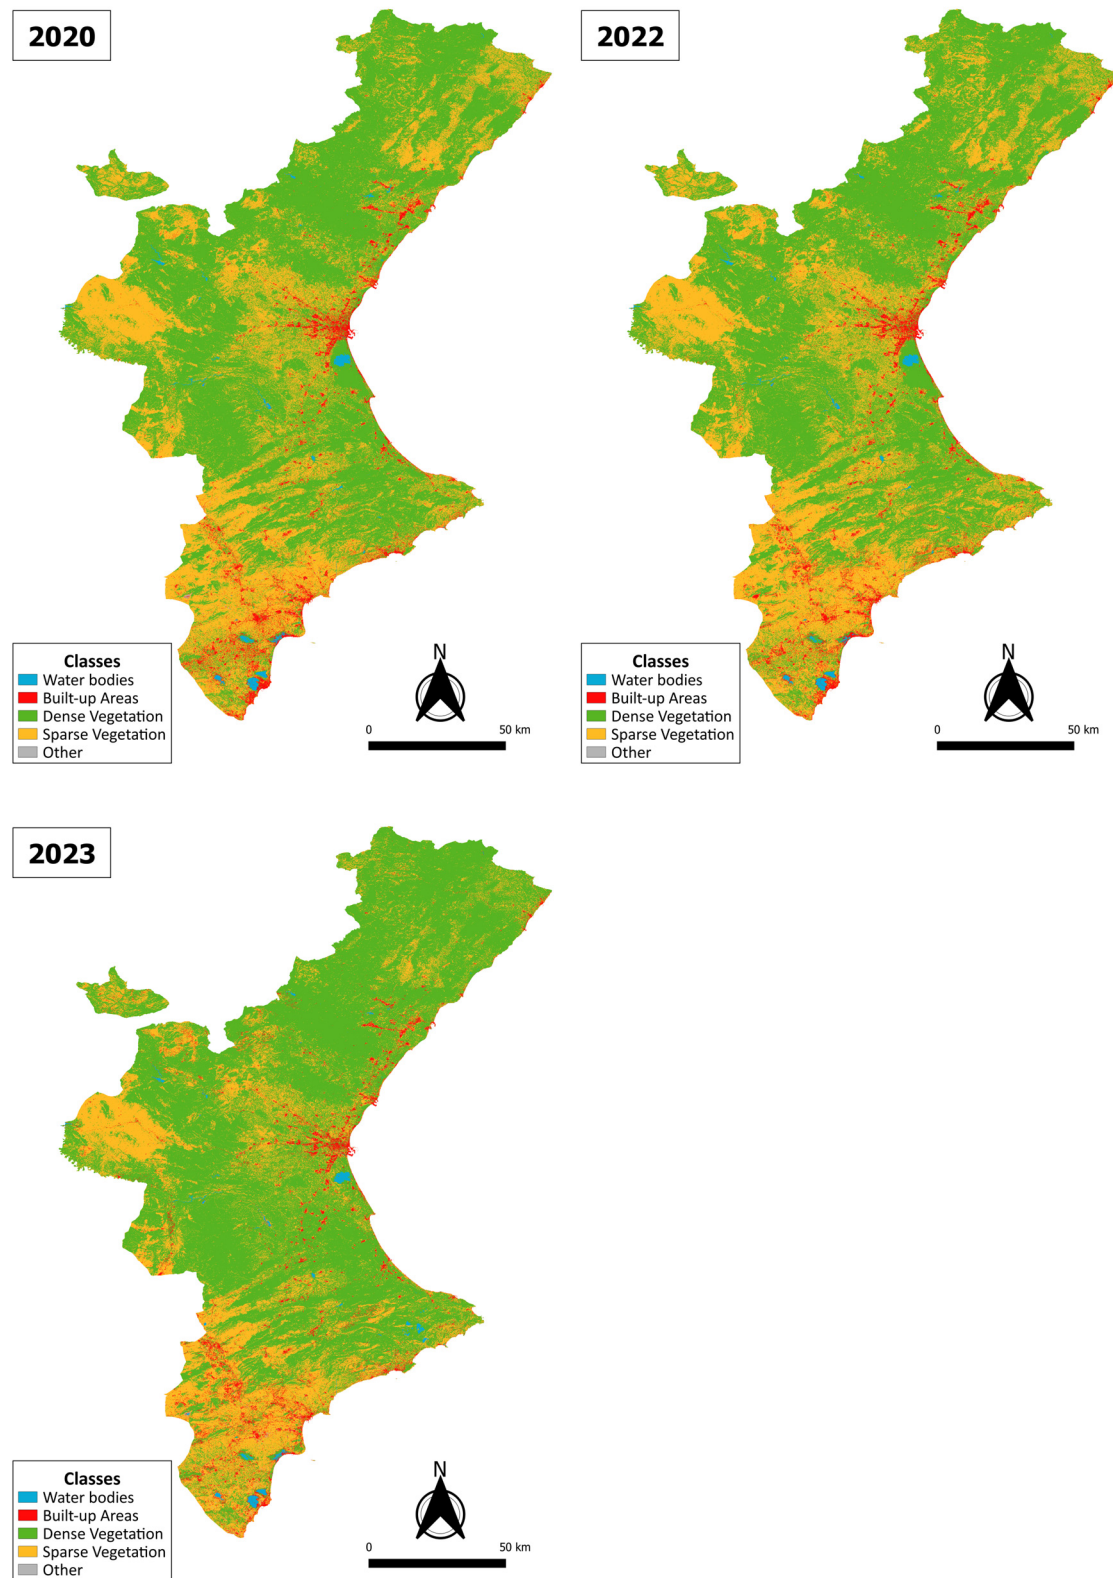 2020
N
Classes
Water bodies
Built-up Areas
Dense Vegetation
Sparse Vegetation
Other
0 50 km
2022
N
Classes
Water bodies
Built-up Areas
Dense Vegetation
Sparse Vegetation
Other
0 50 km
2023
N
Classes
Water bodies
Built-up Areas
Dense Vegetation
Sparse Vegetation
Other
0 50 km